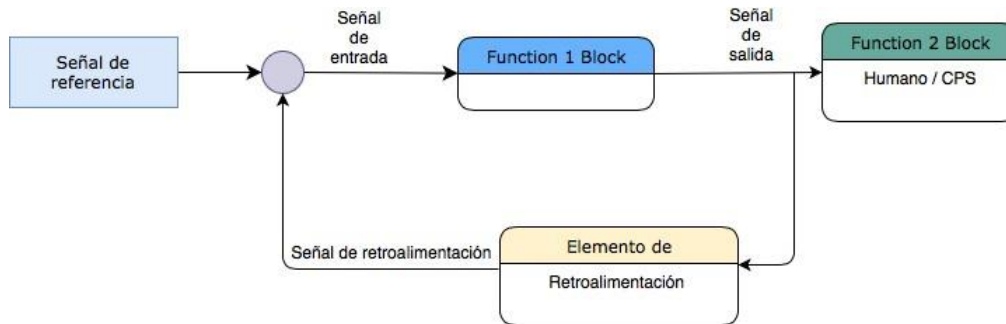 Señal de
referencia
Señal
de
entrada
Function 1 Block
Señal
de
salida
Function 2 Block
Humano / CPS
Señal de retroalimentación
Elemento de
Retroalimentación